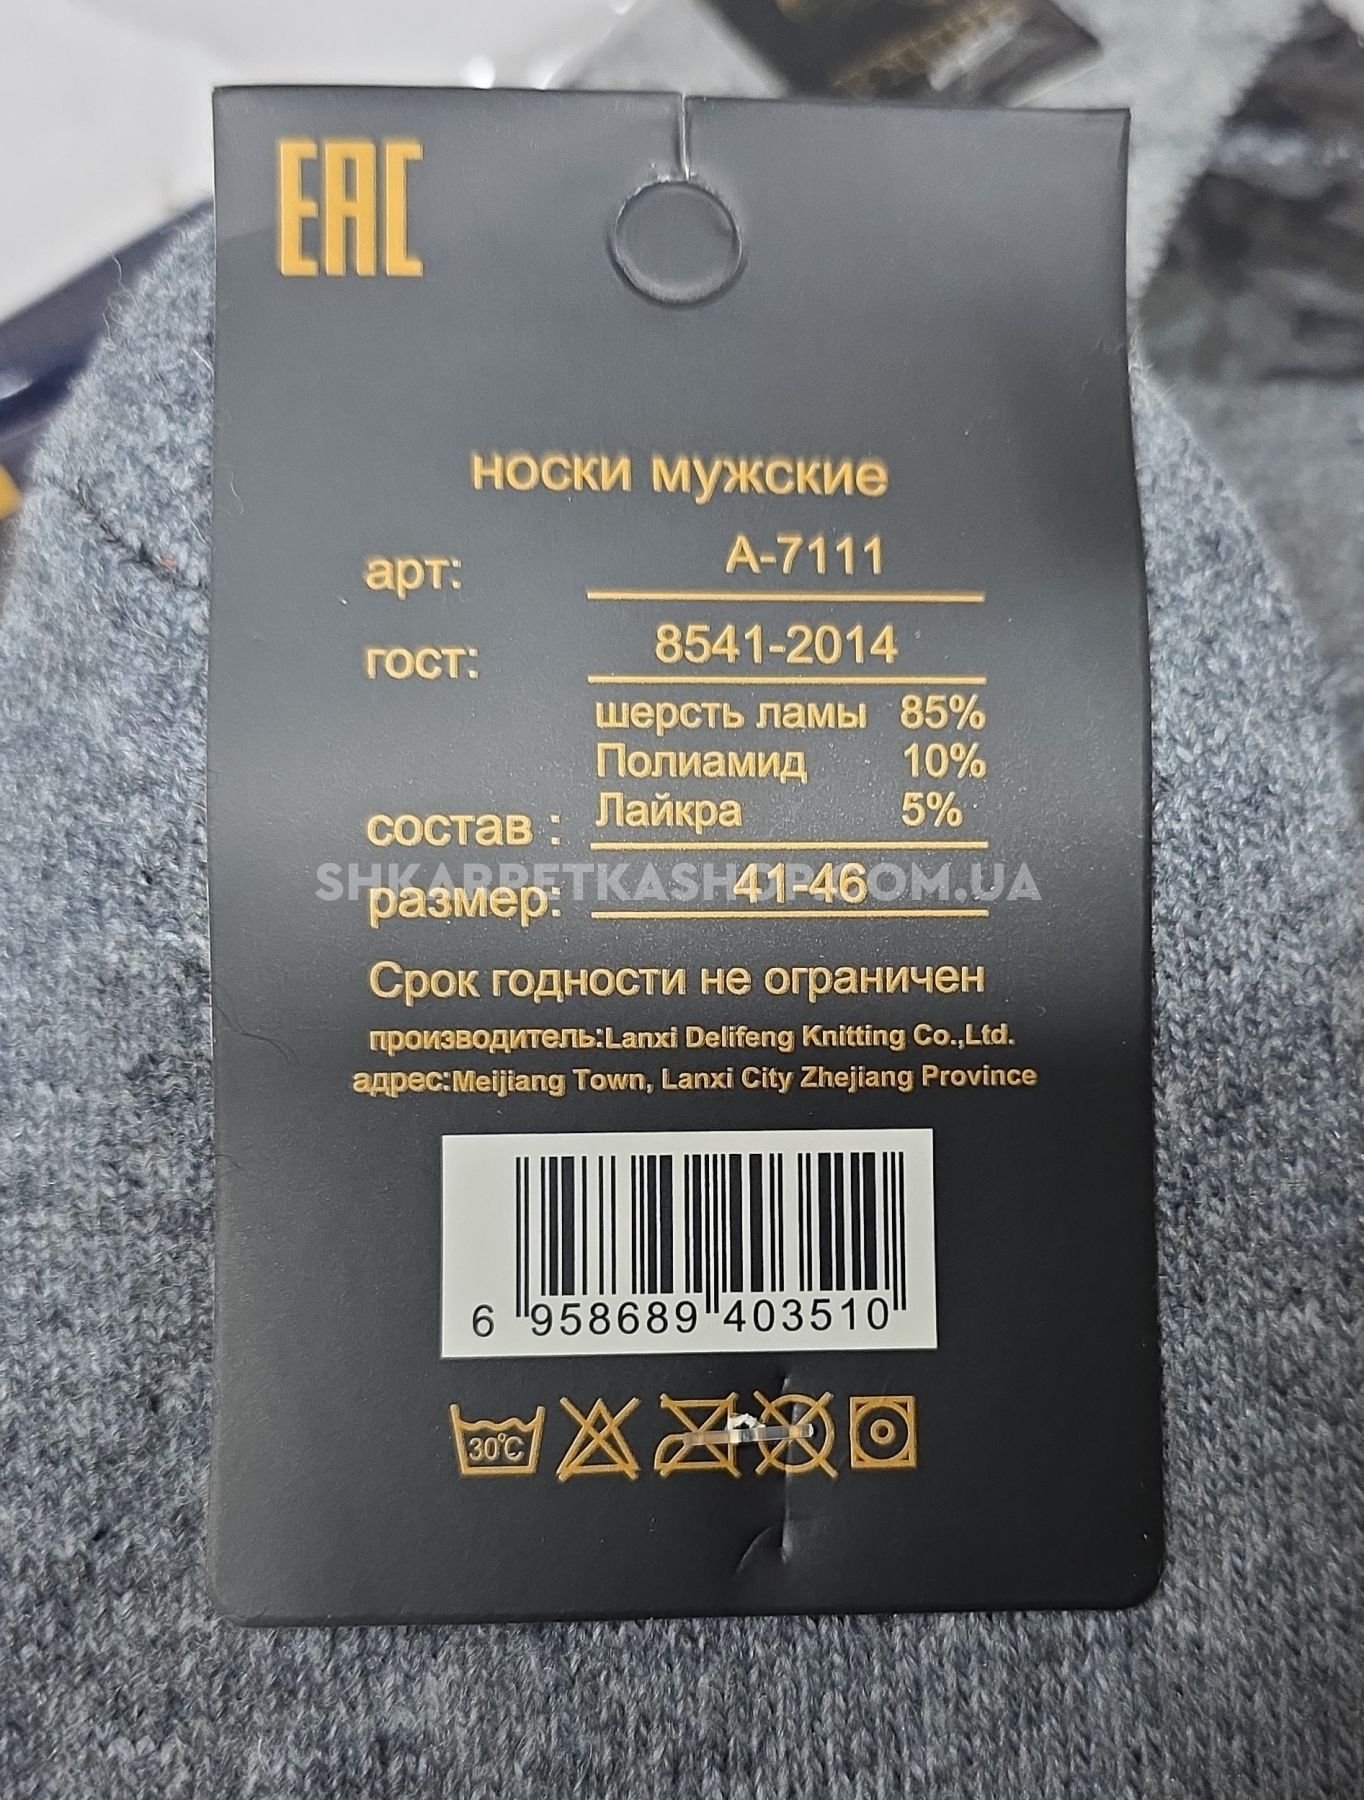 EAC
носки мужские
арт: А-7111
гост: 8541-2014
шерсть ламы 85%
Полиамид 10%
состав : Лайкра 5%
SHKARPETKASHOP.COM.UA
размер: 41-46
Срок годности не ограничен
производитель:Lanxi Delifeng Knitting Co.,Ltd.
адрес:Meijiang Town, Lanxi City Zhejiang Province
6 958689 403510
30°C